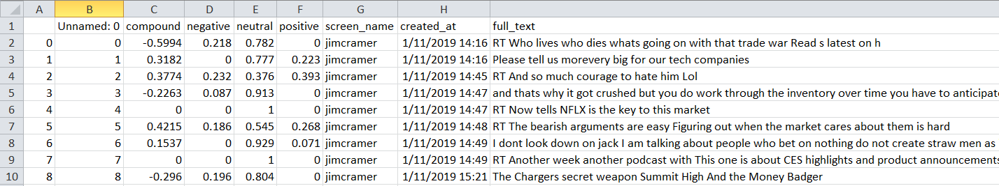 A B C D E F G H
1 Unnamed: 0 compound negative neutral positive screen_name created_at full_text
2 0 0 -0.5994 0.218 0.782 0 jimcramer 1/11/2019 14:16 RT Who lives who dies whats going on with that trade war Read s latest on h
3 1 1 0.3182 0 0.777 0.223 jimcramer 1/11/2019 14:16 Please tell us morevery big for our tech companies
4 2 2 0.3774 0.232 0.376 0.393 jimcramer 1/11/2019 14:45 RT And so much courage to hate him Lol
5 3 3 -0.2263 0.087 0.913 0 jimcramer 1/11/2019 14:47 and thats why it got crushed but you do work through the inventory over time you have to anticipate
6 4 4 0 0 1 0 jimcramer 1/11/2019 14:47 RT Now tells NFLX is the key to this market
7 5 5 0.4215 0.186 0.545 0.268 jimcramer 1/11/2019 14:48 RT The bearish arguments are easy Figuring out when the market cares about them is hard
8 6 6 0.1537 0 0.929 0.071 jimcramer 1/11/2019 14:49 I dont look down on jack I am talking about people who bet on nothing do not create straw men as
9 7 7 0 0 1 0 jimcramer 1/11/2019 14:49 RT Another week another podcast with This one is about CES highlights and product announcements
10 8 8 -0.296 0.196 0.804 0 jimcramer 1/11/2019 15:21 The Chargers secret weapon Summit High And the Money Badger